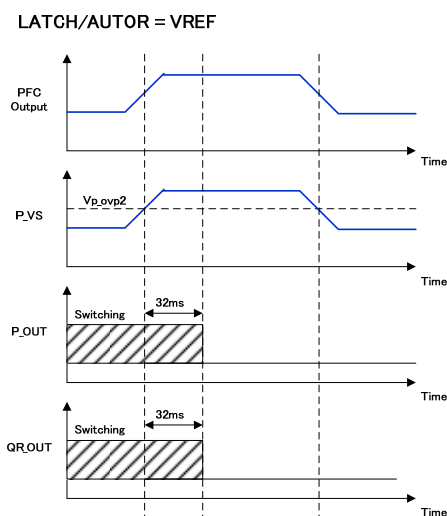 LATCH/AUTOR = VREF
PFC
Output
Time
P_VS
Vp_ovp2
Time
P_OUT
Switching
32ms
Time
QR_OUT
Switching
32ms
Time